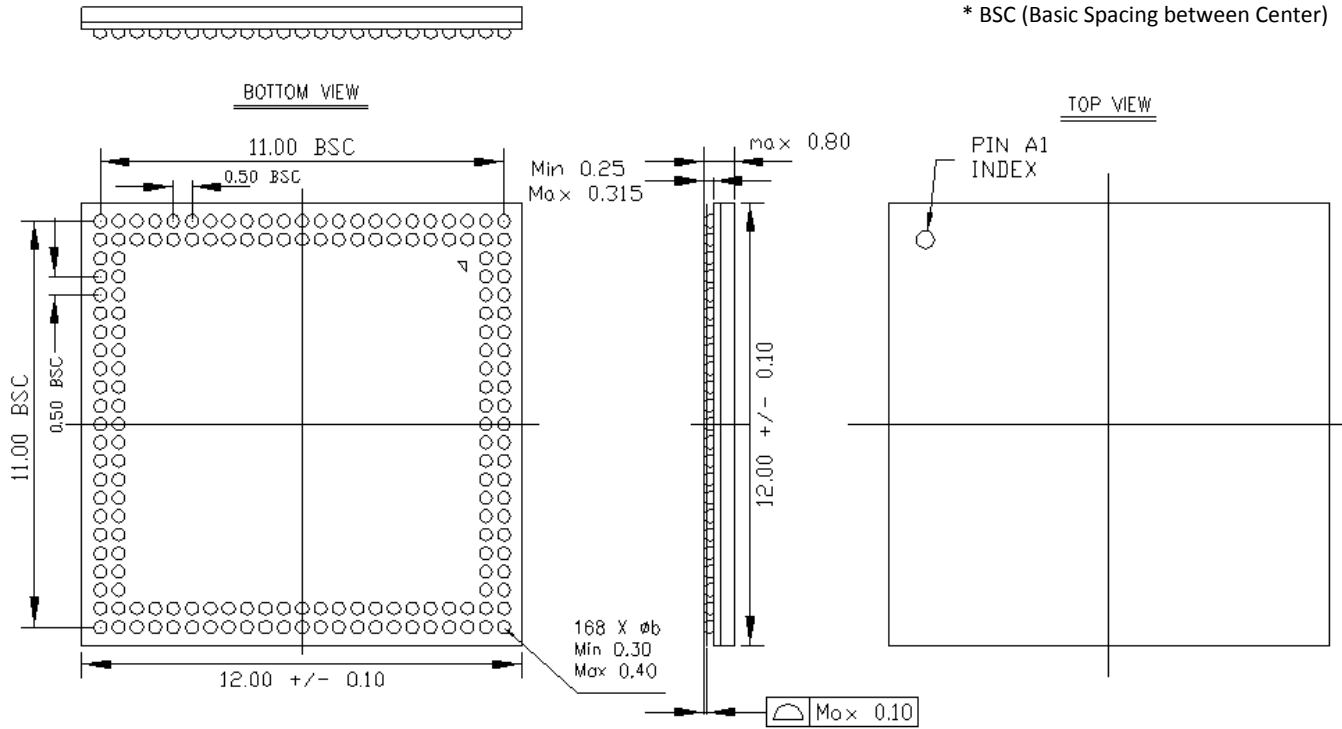 * BSC (Basic Spacing between Center)
BOTTOM VIEW
TOP VIEW
11.00 BSC
0.50 BSC
Min 0.25
Max 0.315
max 0.80
PIN A1
INDEX
11.00 BSC
0.50 BSC
12.00 +/- 0.10
168 X øb
Min 0.30
Max 0.40
12.00 +/- 0.10
Max 0.10